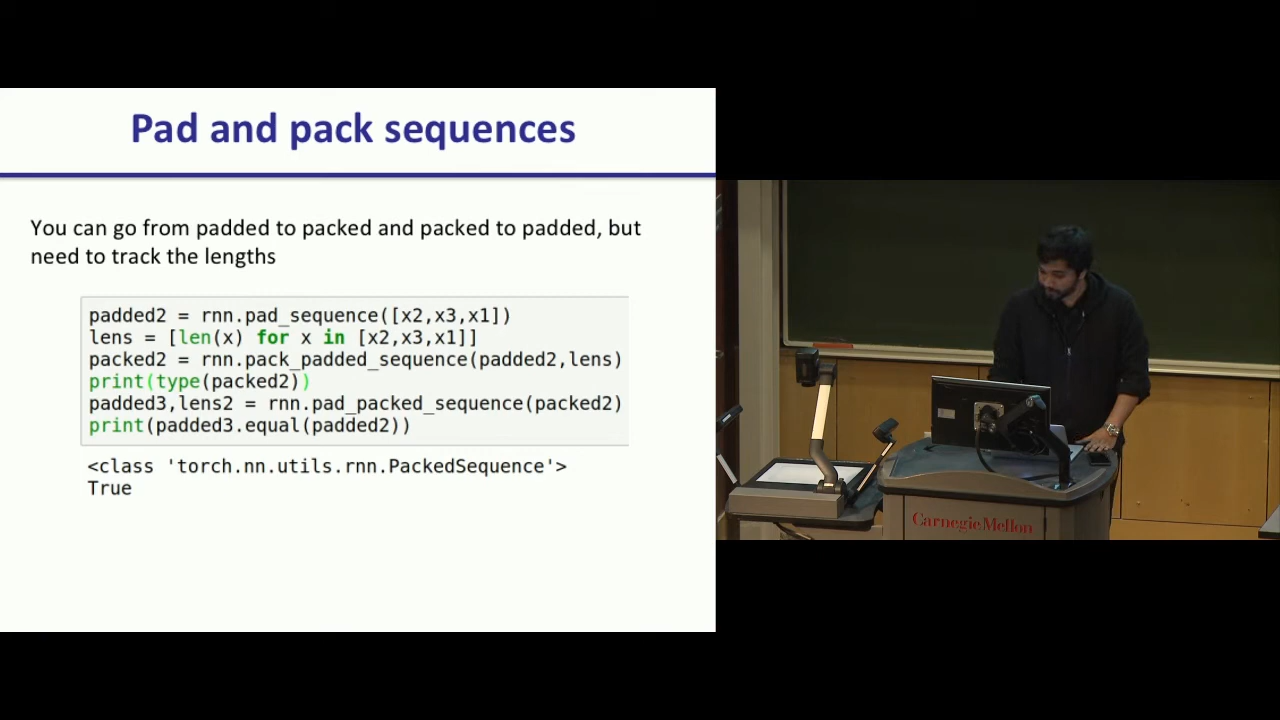 Pad and pack sequences
You can go from padded to packed and packed to padded, but
need to track the lengths
padded2 = rnn.pad_sequence([x2,x3,x1])
lens = [len(x) for x in [x2,x3,x1]]
packed2 = rnn.pack_padded_sequence(padded2,lens)
print(type(packed2))
padded3,lens2 = rnn.pad_packed_sequence(packed2)
print(padded3.equal(padded2))
<class 'torch.nn.utils.rnn.PackedSequence'>
True
Carnegie Mellon